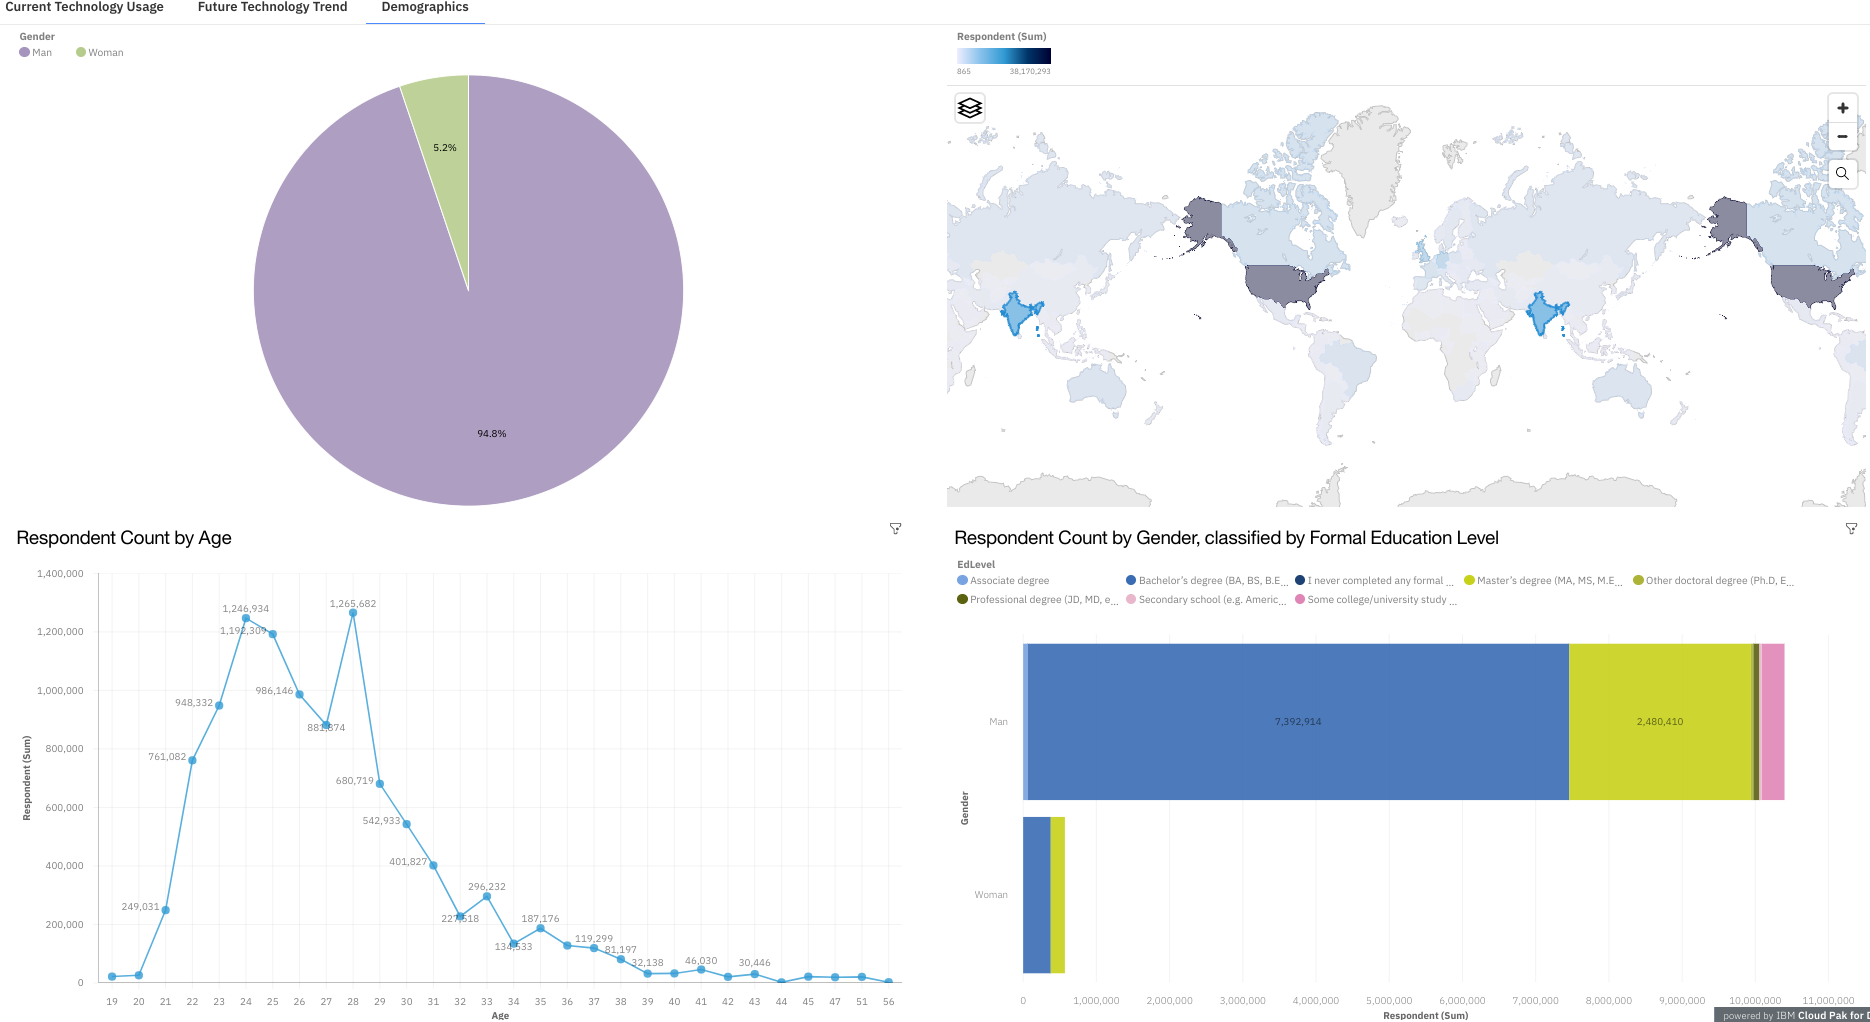 Current Technology Usage Future Technology Trend Demographics
Gender
Man Woman
5.2%
94.8%
Respondent (Sum)
865 38,170,293
Respondent Count by Age
1,400,000
1,200,000
1,000,000
800,000
600,000
400,000
200,000
0
Respondent (Sum)
249,031
761,082
948,332
1,246,934
1,192,309
986,146
881,374
1,265,682
680,719
542,933
401,827
227,518
296,232
134,533
187,176
119,299
81,197
32,138
46,030
30,446
19 20 21 22 23 24 25 26 27 28 29 30 31 32 33 34 35 36 37 38 39 40 41 42 43 44 45 47 51 56
Age
Respondent Count by Gender, classified by Formal Education Level
EdLevel
Associate degree Bachelor's degree (BA, BS, B.E... I never completed any formal ... Master's degree (MA, MS, M.E... Other doctoral degree (Ph.D, E...
Professional degree (JD, MD, e... Secondary school (e.g. Americ... Some college/university study ...
Gender
Man
7,392,914 2,480,410
Woman
0 1,000,000 2,000,000 3,000,000 4,000,000 5,000,000 6,000,000 7,000,000 8,000,000 9,000,000 10,000,000 11,000,000
Respondent (Sum)
powered by IBM Cloud Pak for